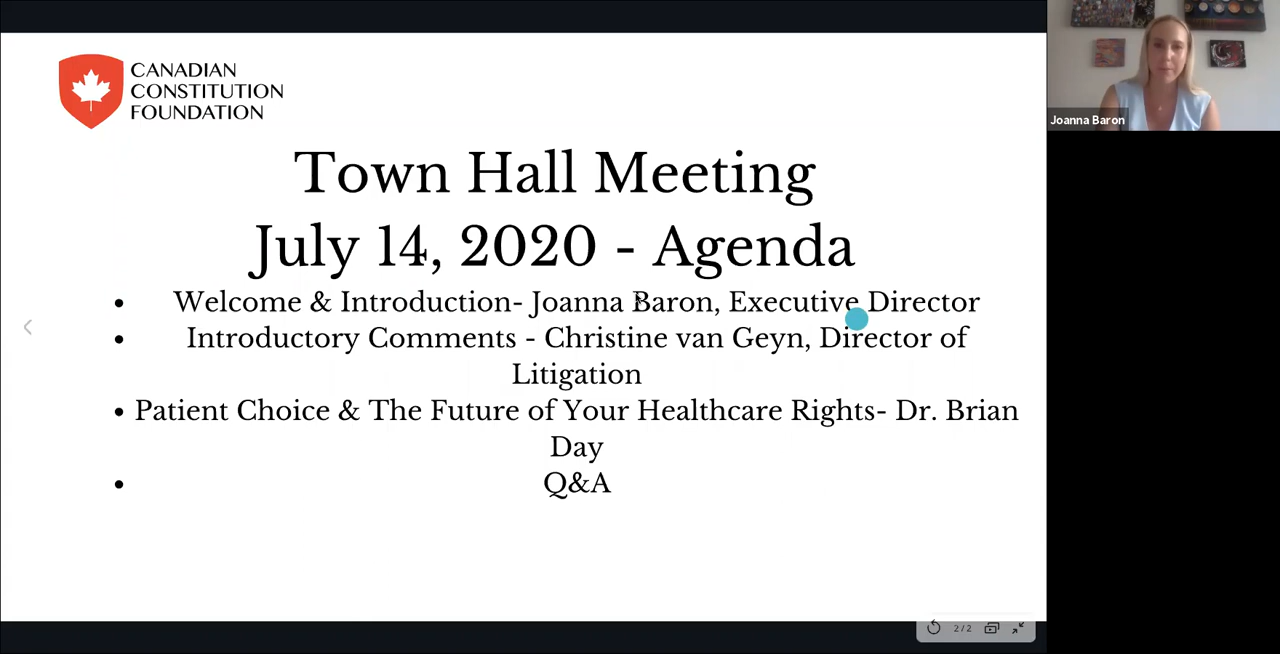 CANADIAN
CONSTITUTION
FOUNDATION
Town Hall Meeting
July 14, 2020 - Agenda
• Welcome & Introduction- Joanna Baron, Executive Director
• Introductory Comments - Christine van Geyn, Director of
Litigation
• Patient Choice & The Future of Your Healthcare Rights- Dr. Brian
Day
• Q&A
2/2
Joanna Baron